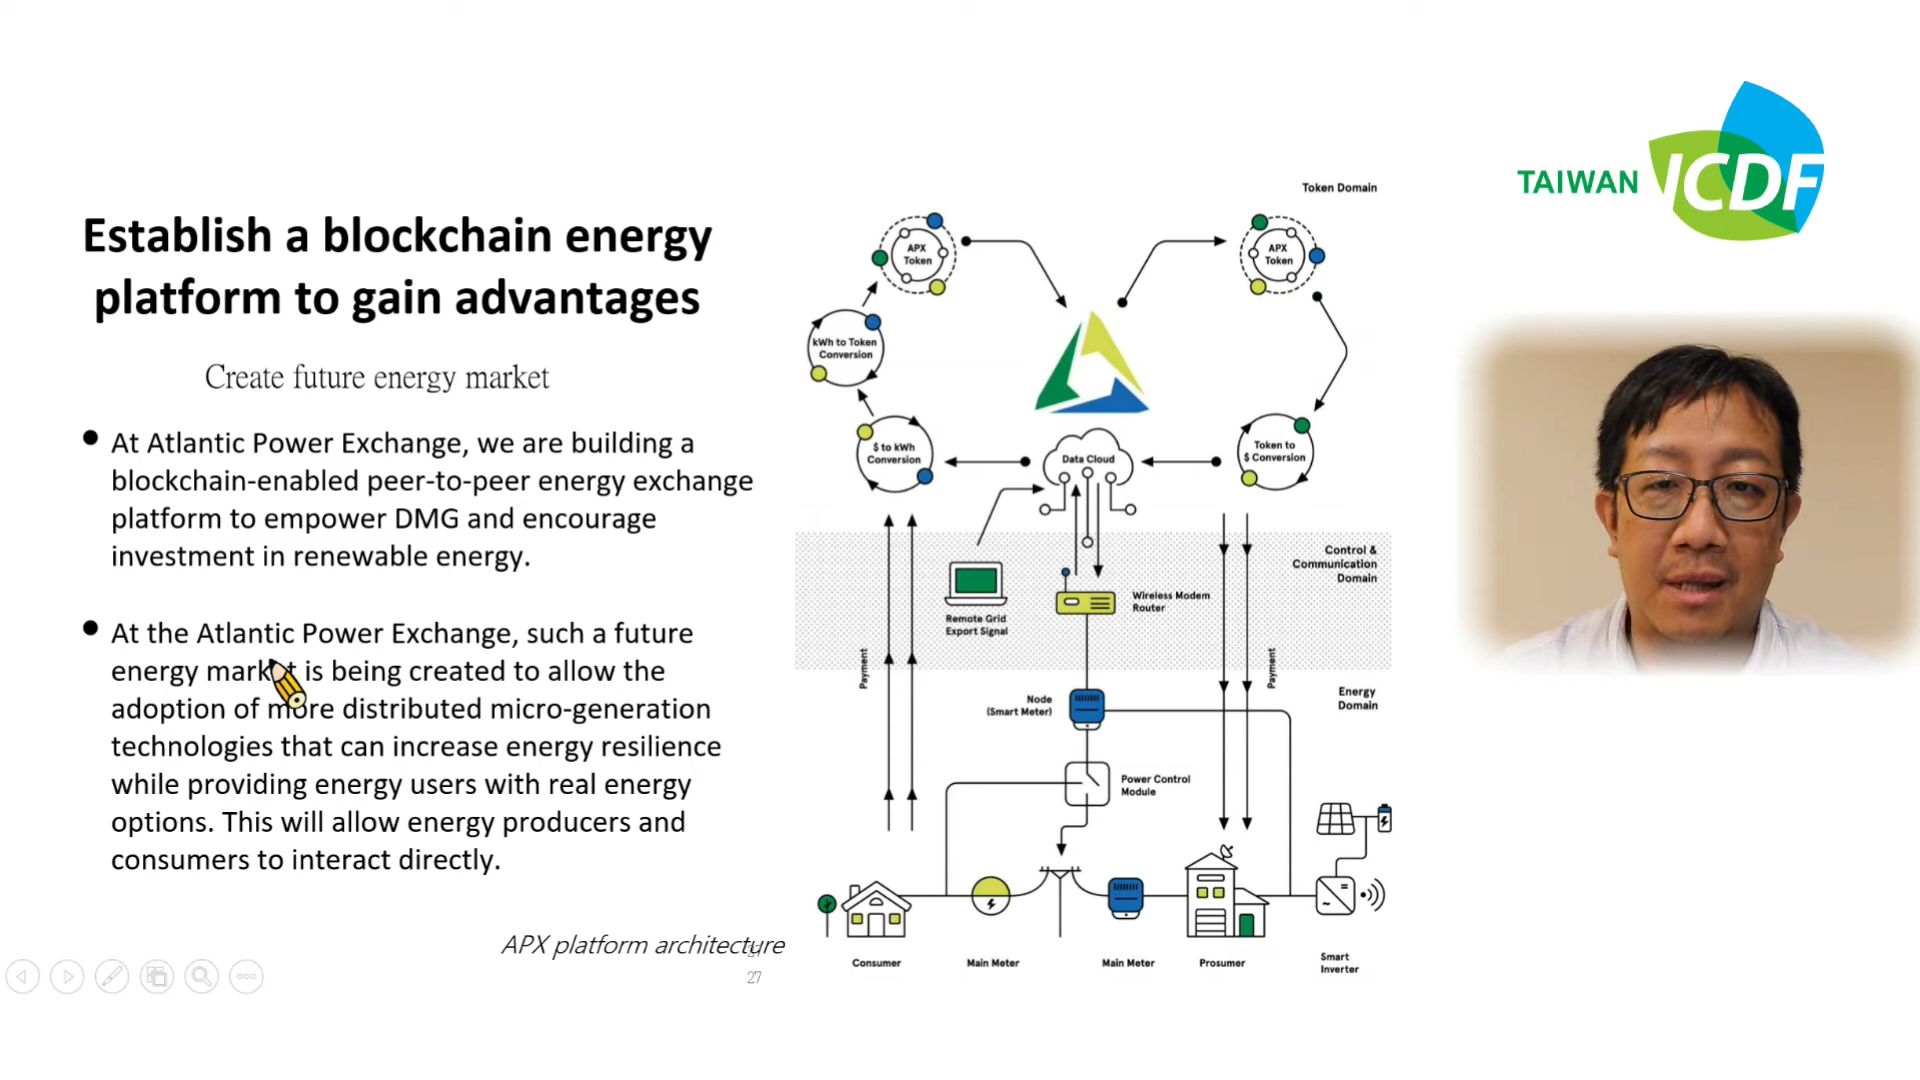 Establish a blockchain energy
platform to gain advantages
Create future energy market
At Atlantic Power Exchange, we are building a
blockchain-enabled peer-to-peer energy exchange
platform to empower DMG and encourage
investment in renewable energy.
At the Atlantic Power Exchange, such a future
energy market is being created to allow the
adoption of more distributed micro-generation
technologies that can increase energy resilience
while providing energy users with real energy
options. This will allow energy producers and
consumers to interact directly.
APX platform architecture
27
Token Domain
APX
Token
APX
Token
kWh to Token
Conversion
$ to kWh
Conversion
Data Cloud
Token to
$ Conversion
Control &
Communication
Domain
Wireless Modem
Router
Remote Grid
Export Signal
Payment
Payment
Node
(Smart Meter)
Energy
Domain
Power Control
Module
Consumer
Main Meter
Main Meter
Prosumer
Smart
Inverter
TAIWAN ICDF